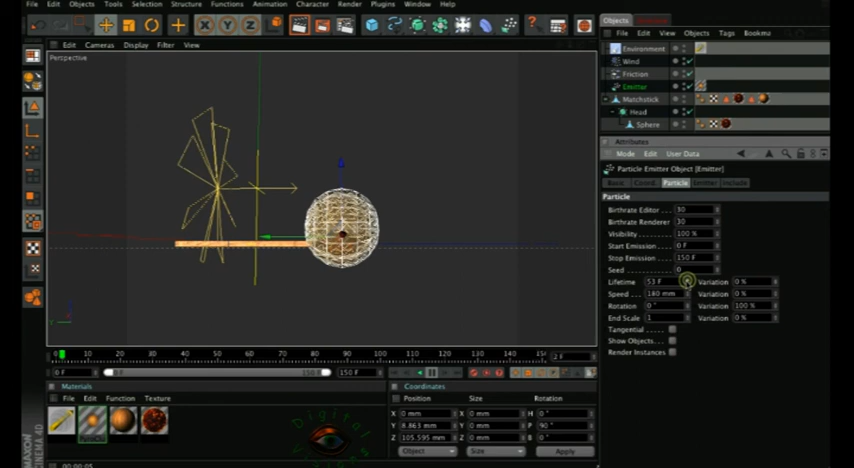 File Edit Objects Tools Selection Structure Functions Animation Character Render Plugins Window Help
Edit Cameras Display Filter View
Perspective
Y
0 10 20 30 40 50 60 70 80 90 100 110 120 130 140 2 F
0 F 0 F 150 F 150 F
Materials
File Edit Function Texture
Digital
Coordinates
Position Size Rotation
X 0 mm X 0 mm H 0 °
Y 8.863 mm Y 0 mm P 90 °
Z 105.595 mm Z 0 mm B 0 °
Object Size Apply
MAXON
CINEMA 4D
00:00:05
Objects
File Edit View Objects Tags Bookma
Environment
Wind
Friction
Emitter
Matchstick
Head
Sphere
Attributes
Mode Edit User Data
Particle Emitter Object [Emitter]
Basic Coord. Particle Emitter Include
Particle
Birthrate Editor . . . 30
Birthrate Renderer 30
Visibility . . . . . . . 100 %
Start Emission . . . 0 F
Stop Emission . . . 150 F
Seed . . . . . . . . . . 0
Lifetime 53 F Variation 0 %
Speed . . 180 mm Variation 0 %
Rotation 0 ° Variation 100 %
End Scale 1 Variation 0 %
Tangential . . . . .
Show Objects. . .
Render Instances